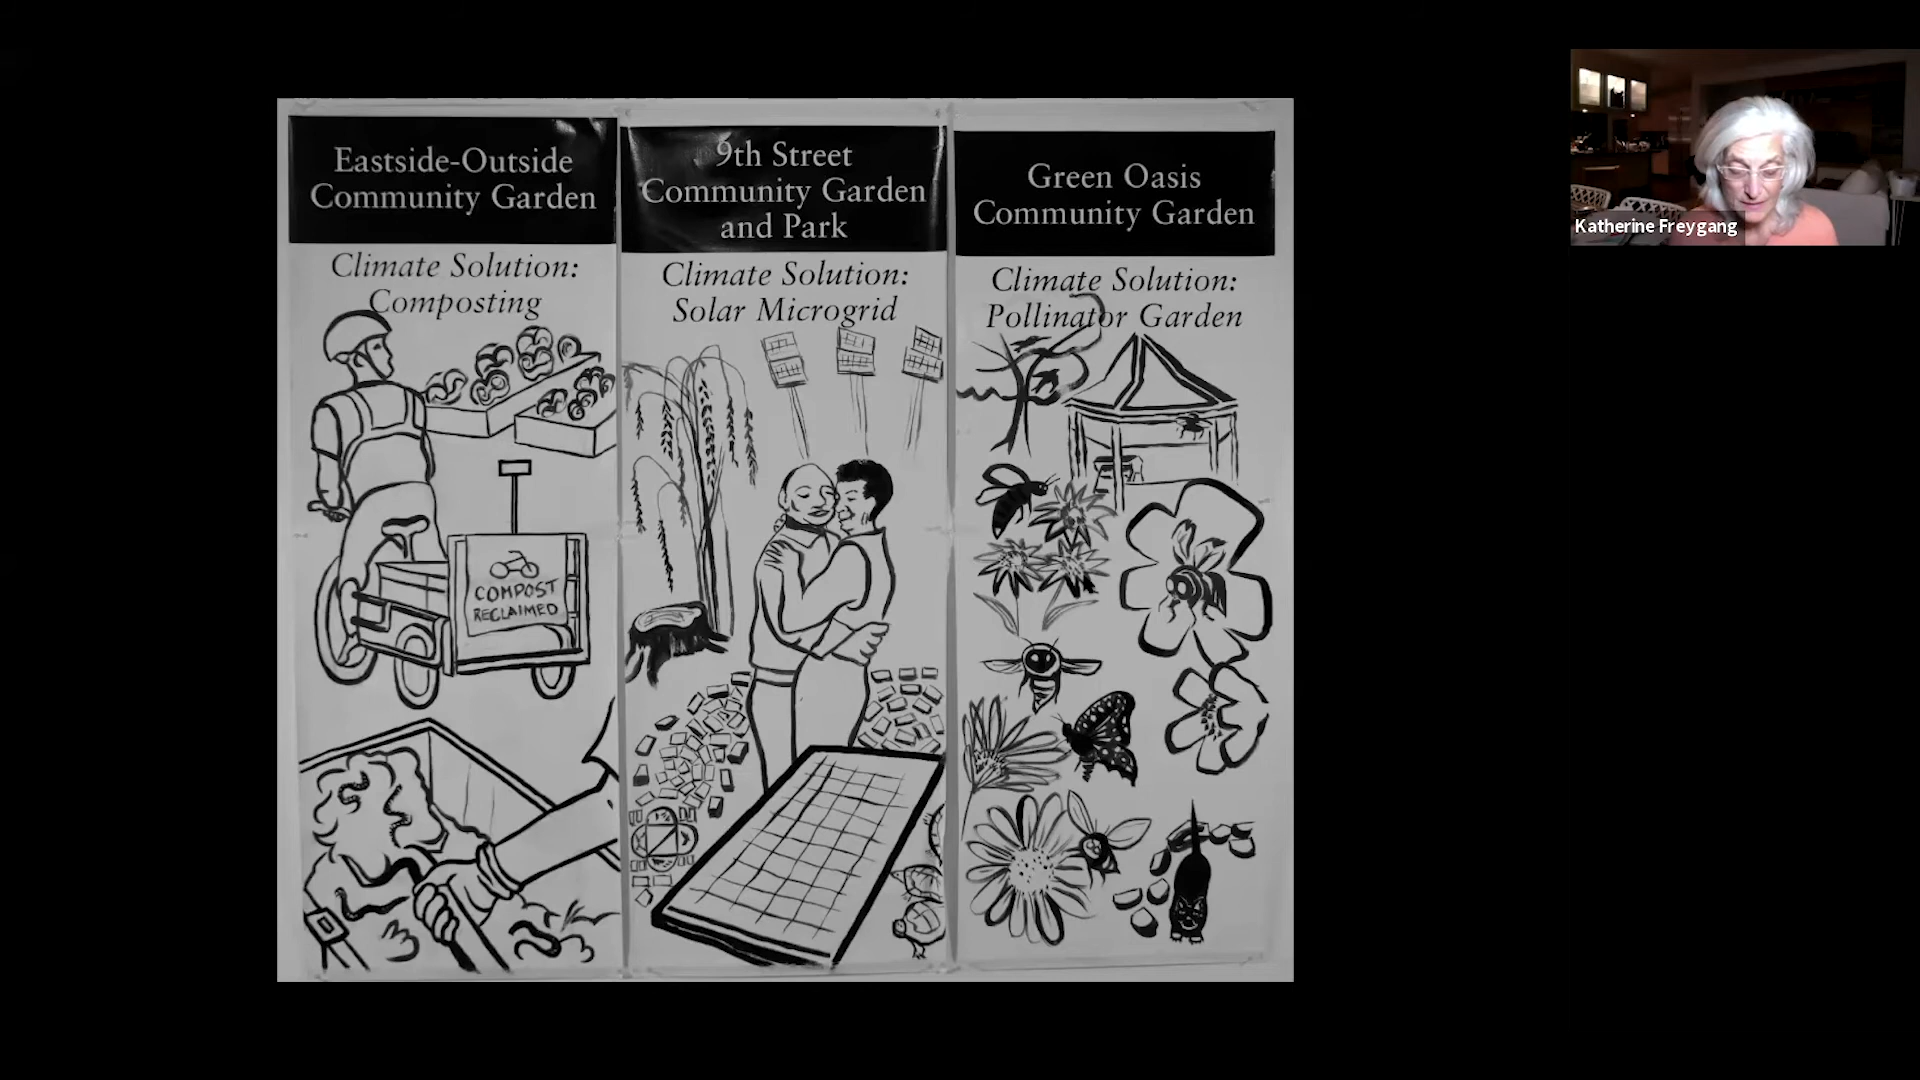 Eastside-Outside
Community Garden
Climate Solution:
Composting
COMPOST
RECLAIMED
9th Street
Community Garden
and Park
Climate Solution:
Solar Microgrid
Green Oasis
Community Garden
Climate Solution:
Pollinator Garden
Katherine Freygang